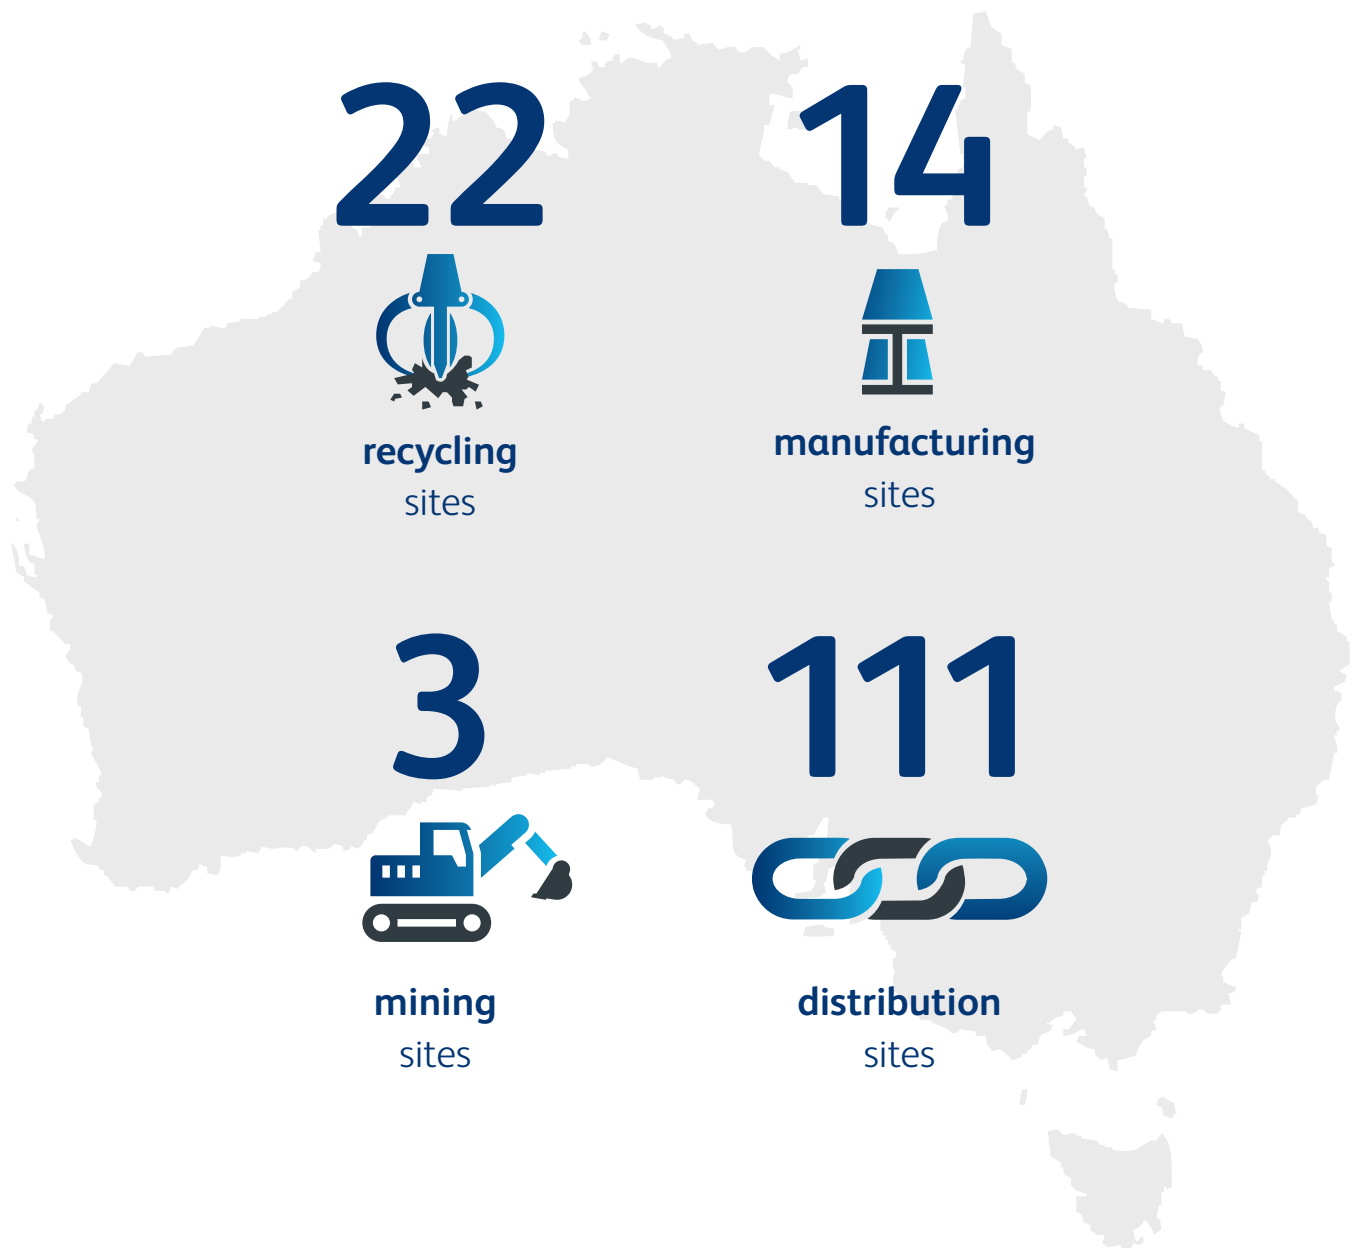 22
recycling
sites
14
manufacturing
sites
3
mining
sites
111
distribution
sites